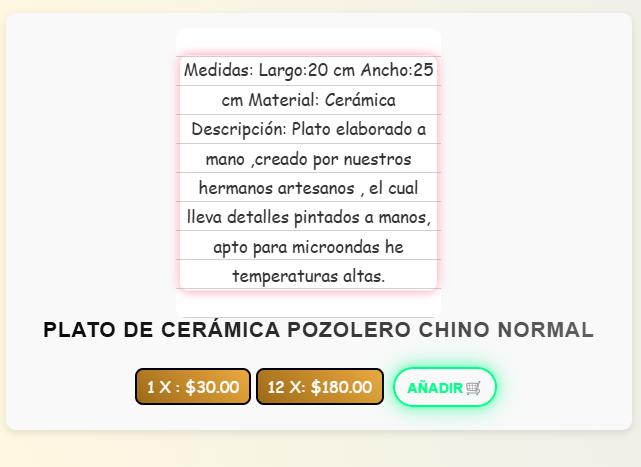 Medidas: Largo:20 cm Ancho:25
cm Material: Cerámica
Descripción: Plato elaborado a
mano ,creado por nuestros
hermanos artesanos , el cual
lleva detalles pintados a manos,
apto para microondas he
temperaturas altas.
PLATO DE CERÁMICA POZOLERO CHINO NORMAL
1 X : $30.00 12 X: $180.00 AÑADIR🛒